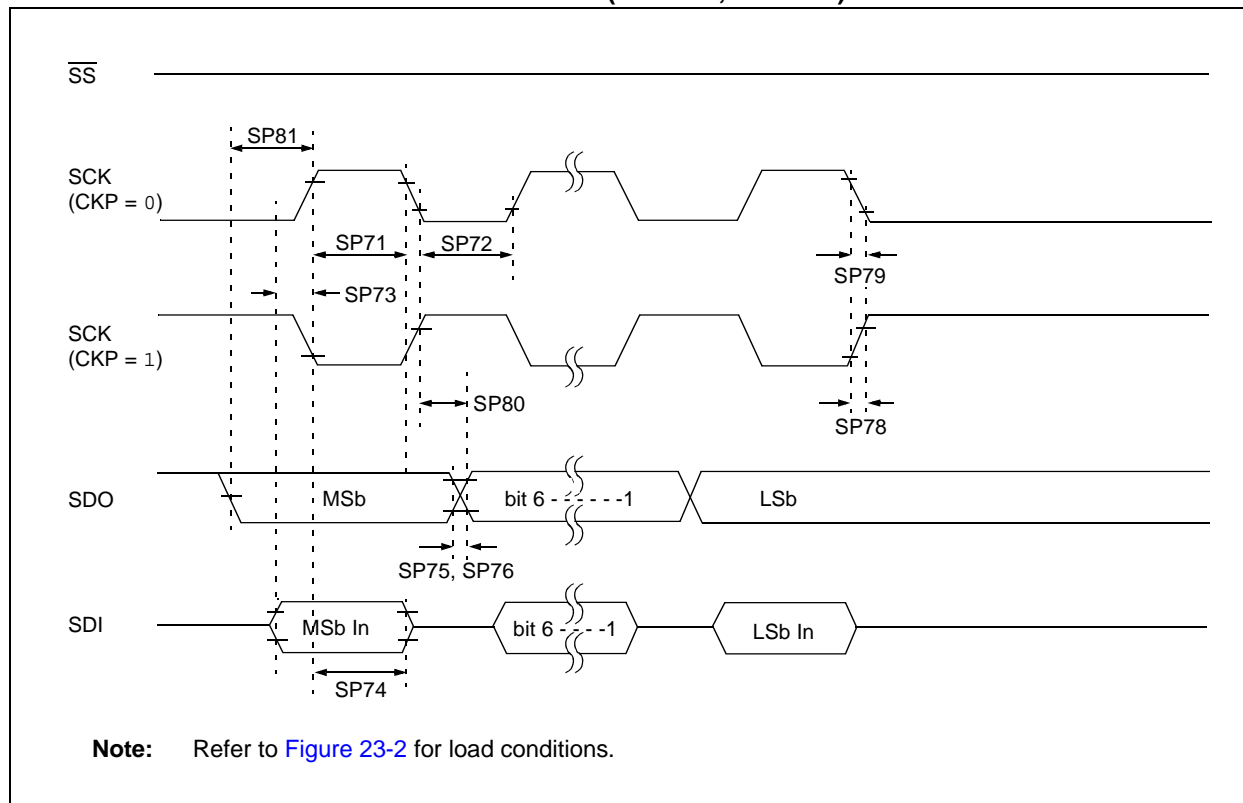 SS
SP81
SCK
(CKP = 0)
SP71
SP72
SP79
SP73
SCK
(CKP = 1)
SP80
SP78
SDO
MSb
bit 6 - - - - - -1
LSb
SP75, SP76
SDI
MSb In
bit 6 - - - -1
LSb In
SP74
Note: Refer to Figure 23-2 for load conditions.